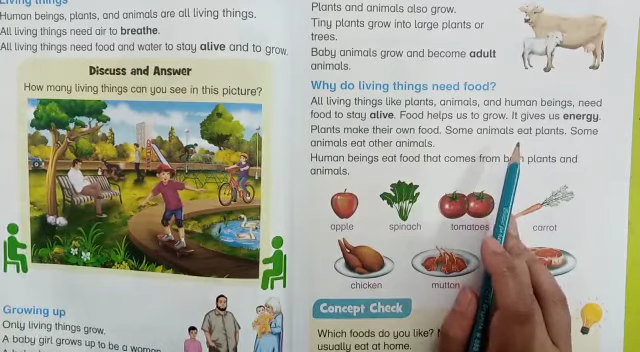 Living things
Human beings, plants, and animals are all living things.
All living things need air to breathe.
All living things need food and water to stay alive and to grow.
Discuss and Answer
How many living things can you see in this picture?
Growing up
Only living things grow.
A baby girl grows up to be a woman
Plants and animals also grow.
Tiny plants grow into large plants or
trees.
Baby animals grow and become adult
animals.
Why do living things need food?
All living things like plants, animals, and human beings, need
food to stay alive. Food helps us to grow. It gives us energy.
Plants make their own food. Some animals eat plants. Some
animals eat other animals.
Human beings eat food that comes from plants and
animals.
apple
spinach
tomatoes
carrot
chicken
mutton
Concept Check
Which foods do you like?
usually eat at home.